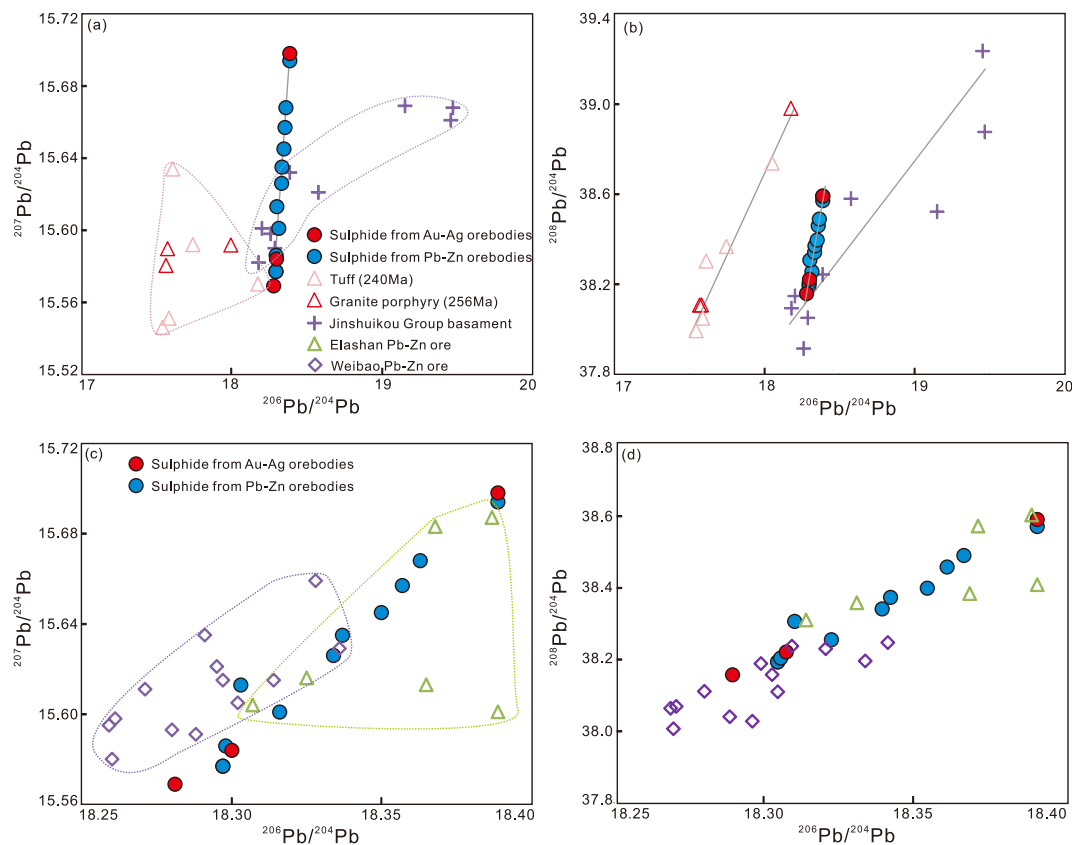 (a)
15.72
15.68
15.64
15.60
15.56
15.52
²⁰⁷Pb/²⁰⁴Pb
17
18
19
20
²⁰⁶Pb/²⁰⁴Pb
Sulphide from Au-Ag orebodies
Sulphide from Pb-Zn orebodies
Tuff (240Ma)
Granite porphyry (256Ma)
Jinshuikou Group basament
Elashan Pb-Zn ore
Weibao Pb-Zn ore
(b)
39.4
39.0
38.6
38.2
37.8
²⁰⁸Pb/²⁰⁴Pb
17
18
19
20
²⁰⁶Pb/²⁰⁴Pb
(c)
15.72
15.68
15.64
15.60
15.56
²⁰⁷Pb/²⁰⁴Pb
Sulphide from Au-Ag orebodies
Sulphide from Pb-Zn orebodies
18.25
18.30
18.35
18.40
²⁰⁶Pb/²⁰⁴Pb
(d)
38.8
38.6
38.4
38.2
38.0
37.8
²⁰⁸Pb/²⁰⁴Pb
18.25
18.30
18.35
18.40
²⁰⁶Pb/²⁰⁴Pb